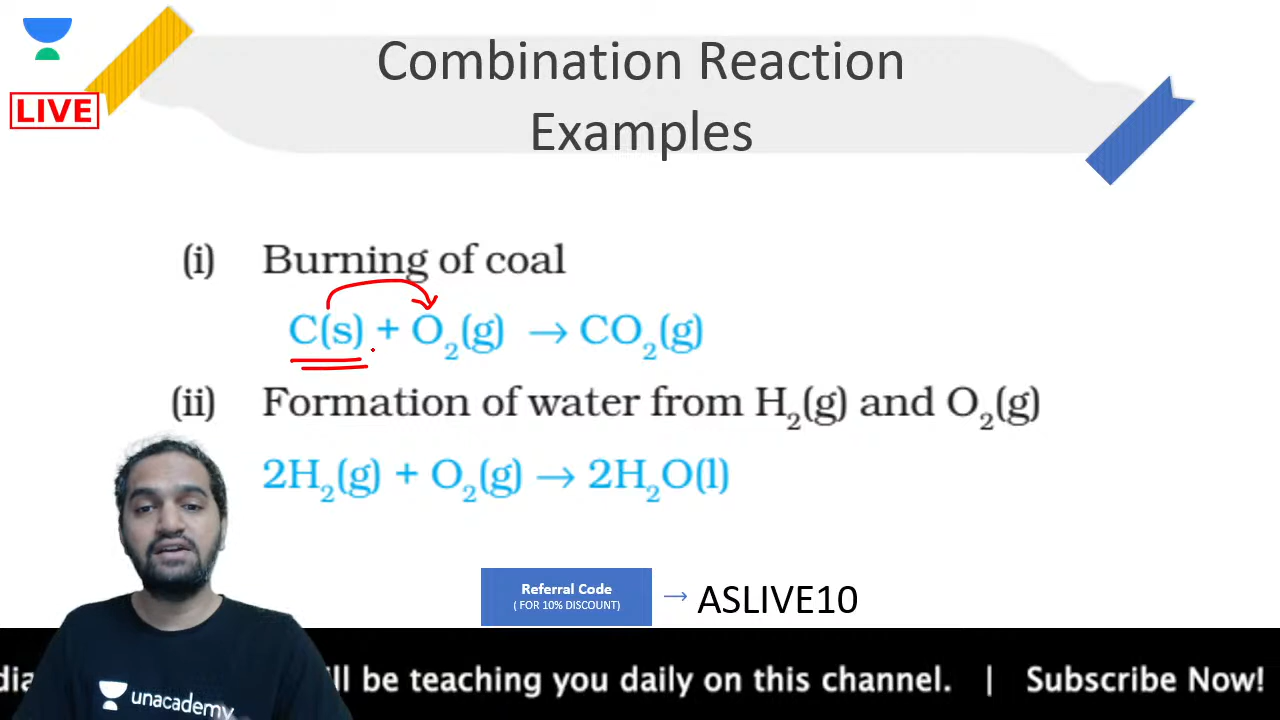 LIVE
Combination Reaction
Examples
(i) Burning of coal
C(s) + O₂(g) → CO₂(g)
(ii) Formation of water from H₂(g) and O₂(g)
2H₂(g) + O₂(g) → 2H₂O(l)
Referral Code
( FOR 10% DISCOUNT)
→ ASLIVE10
will be teaching you daily on this channel. | Subscribe Now!
unacademy